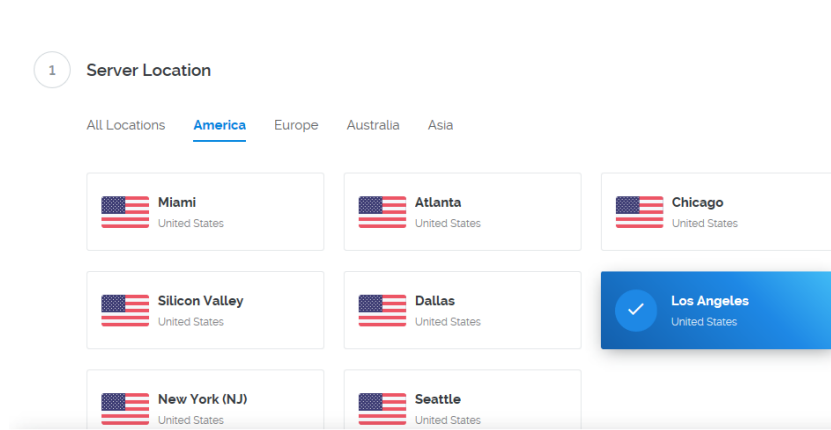 1 Server Location
All Locations America Europe Australia Asia
Miami
United States
Atlanta
United States
Chicago
United States
Silicon Valley
United States
Dallas
United States
Los Angeles
United States
New York (NJ)
United States
Seattle
United States